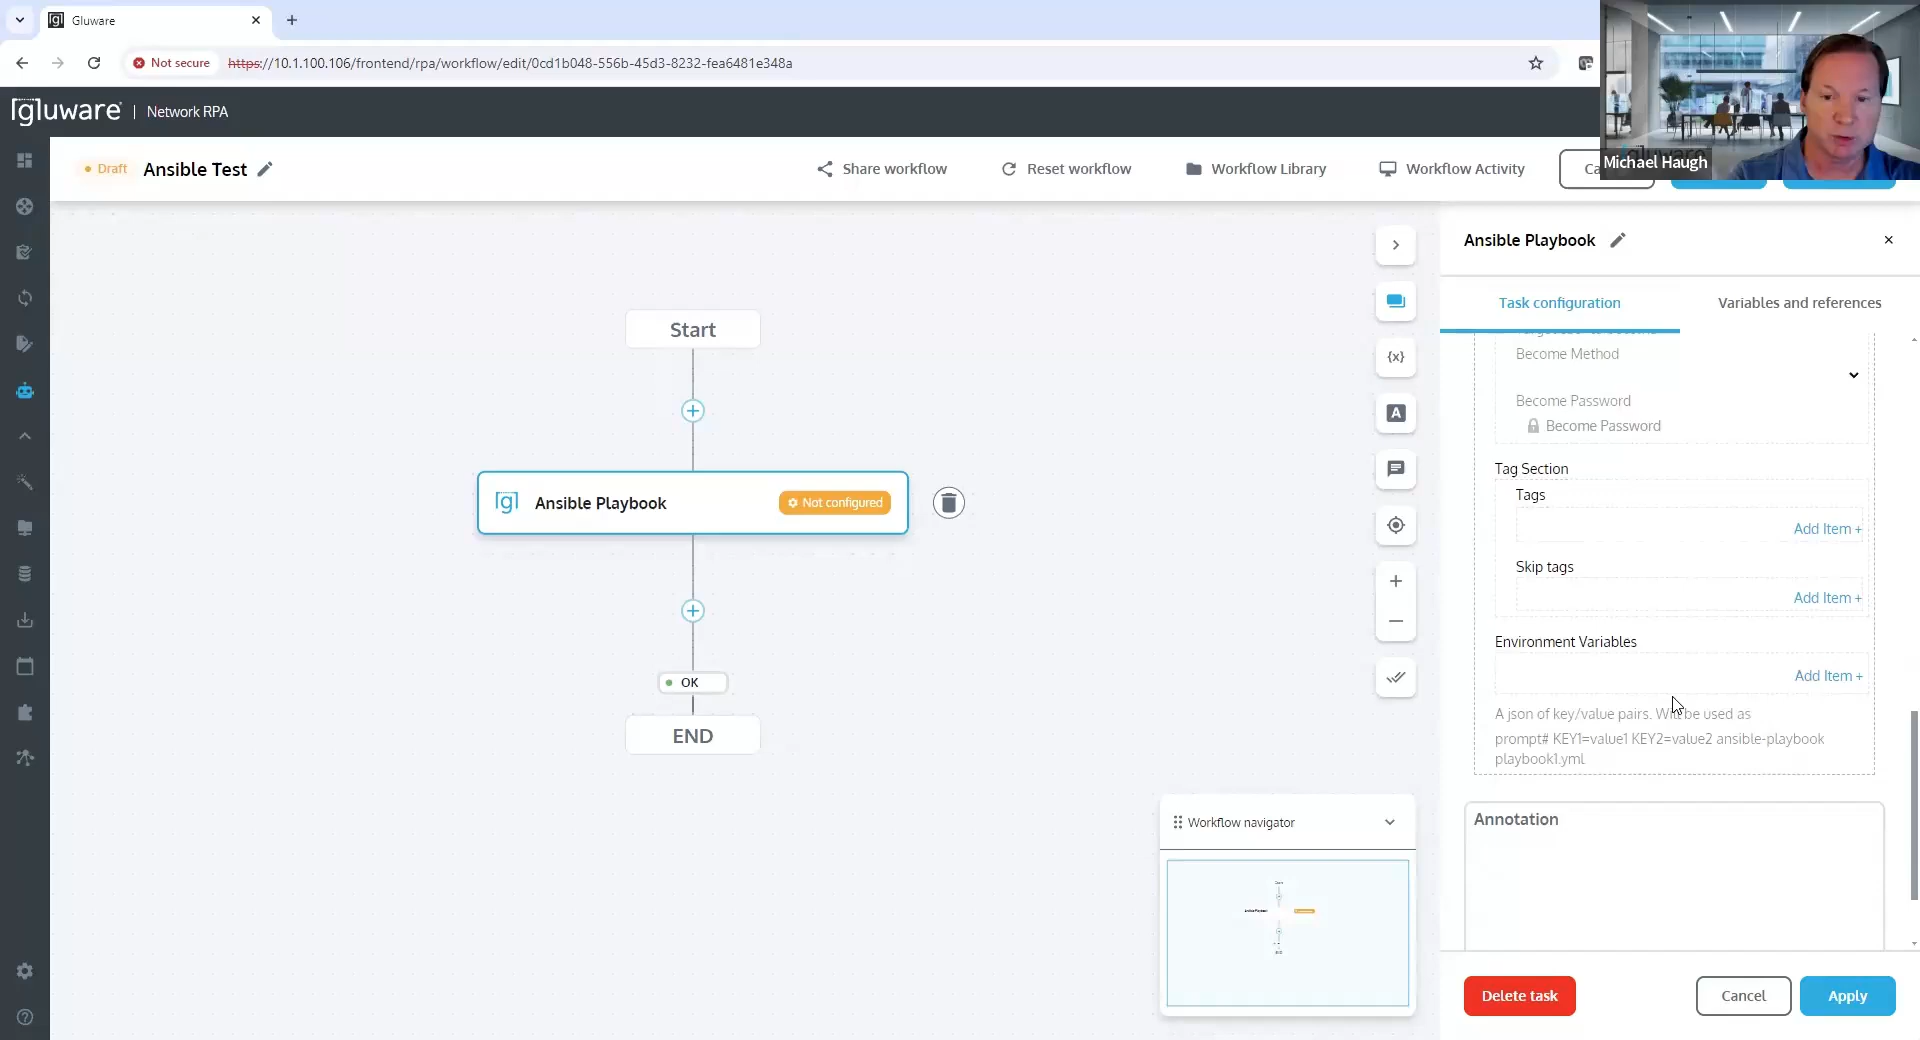 [g] Gluware
Not secure
https://10.1.100.106/frontend/rpa/workflow/edit/0cd1b048-556b-45d3-8232-fea6481e348a
[gluware | Network RPA
Michael Haugh
Draft
Ansible Test
Share workflow
Reset workflow
Workflow Library
Workflow Activity
Ca
Ansible Playbook
Task configuration
Variables and references
Become Method
Become Password
Become Password
Tag Section
Tags
Add Item +
Skip tags
Add Item +
Environment Variables
Add Item +
A json of key/value pairs. Will be used as
prompt# KEY1=value1 KEY2=value2 ansible-playbook
playbook1.yml
Annotation
Delete task
Cancel
Apply
Start
[g] Ansible Playbook
Not configured
OK
END
{x}
A
Workflow navigator